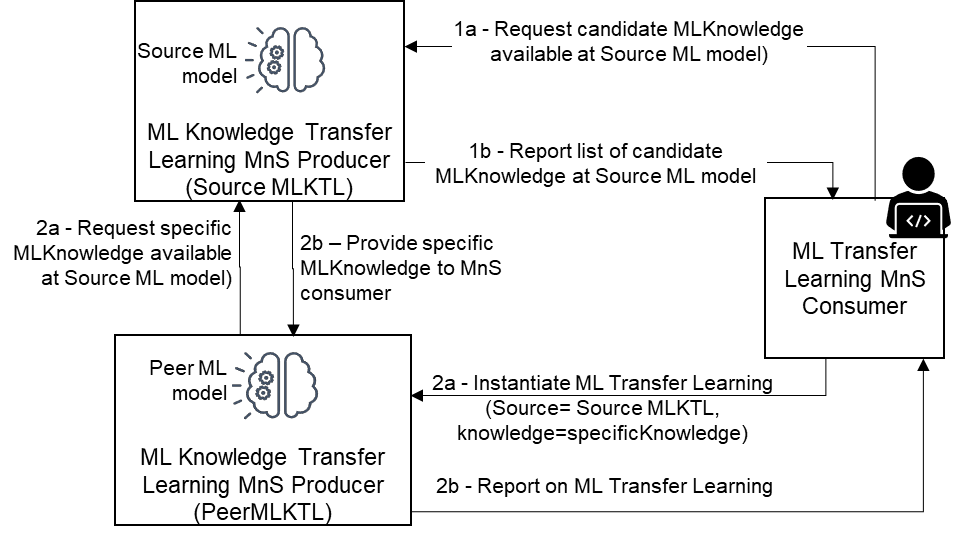 1a - Request candidate MLKnowledge
available at Source ML model)
Source ML
model
ML Knowledge Transfer
Learning MnS Producer
(Source MLKTL)
1b - Report list of candidate
MLKnowledge at Source ML model
</>
2a - Request specific
MLKnowledge available
at Source ML model)
2b – Provide specific
MLKnowledge to MnS
consumer
ML Transfer
Learning MnS
Consumer
Peer ML
model
ML Knowledge Transfer
Learning MnS Producer
(PeerMLKTL)
2a - Instantiate ML Transfer Learning
(Source= Source MLKTL,
knowledge=specificKnowledge)
2b - Report on ML Transfer Learning